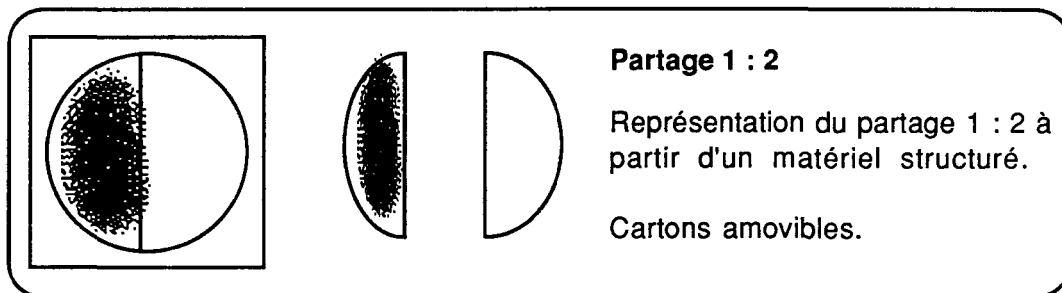 Partage 1 : 2
Représentation du partage 1 : 2 à
partir d'un matériel structuré.
Cartons amovibles.